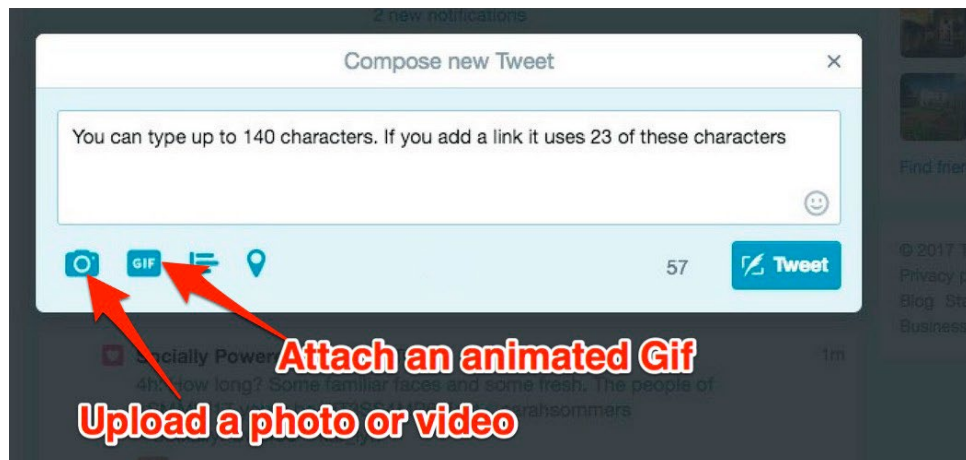 2 new notifications
Compose new Tweet
You can type up to 140 characters. If you add a link it uses 23 of these characters
Find
GIF
57
Tweet
© 2017
Privacy
Blog
Business
Socially
1m
Attach an animated Gif
4h: How long? Some familiar faces and some fresh. The people of
Upload a photo or video